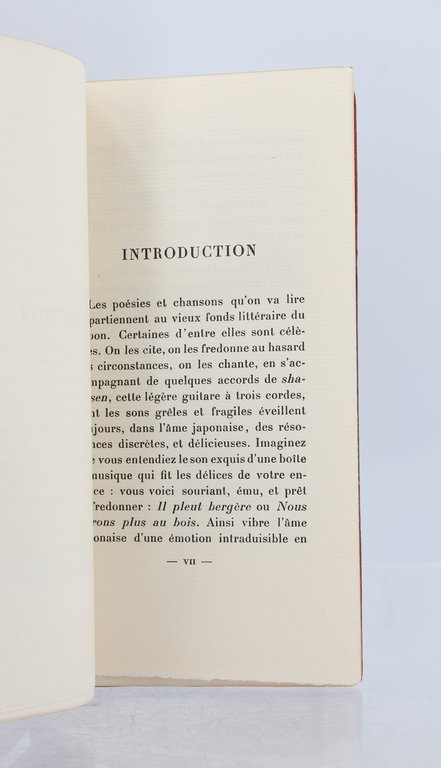 INTRODUCTION
Les poésies et chansons qu'on va lire
partiennent au vieux fonds littéraire du
pon. Certaines d'entre elles sont célè-
es. On les cite, on les fredonne au hasard
s circonstances, on les chante, en s'ac-
mpagnant de quelques accords de sha-
sen, cette légère guitare à trois cordes,
nt les sons grêles et fragiles éveillent
ujours, dans l'âme japonaise, des réso-
nces discrètes, et délicieuses. Imaginez
e vous entendiez le son exquis d'une boîte
musique qui fit les délices de votre en-
ce : vous voici souriant, ému, et prêt
fredonner : Il pleut bergère ou Nous
rons plus au bois. Ainsi vibre l'âme
onaise d'une émotion intraduisible en
— VII —